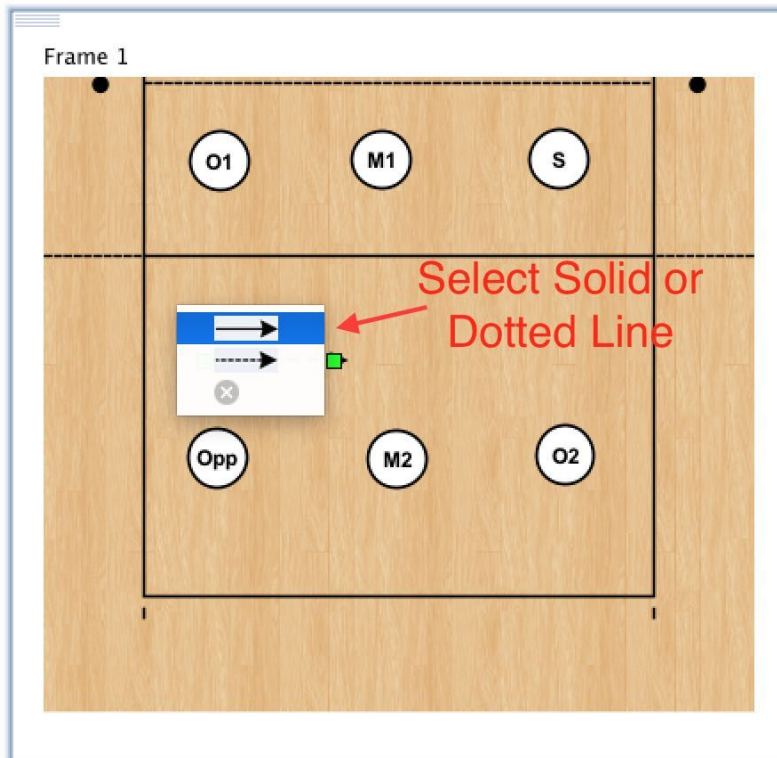 Frame 1
O1 M1 S
Select Solid or
Dotted Line
Opp M2 O2